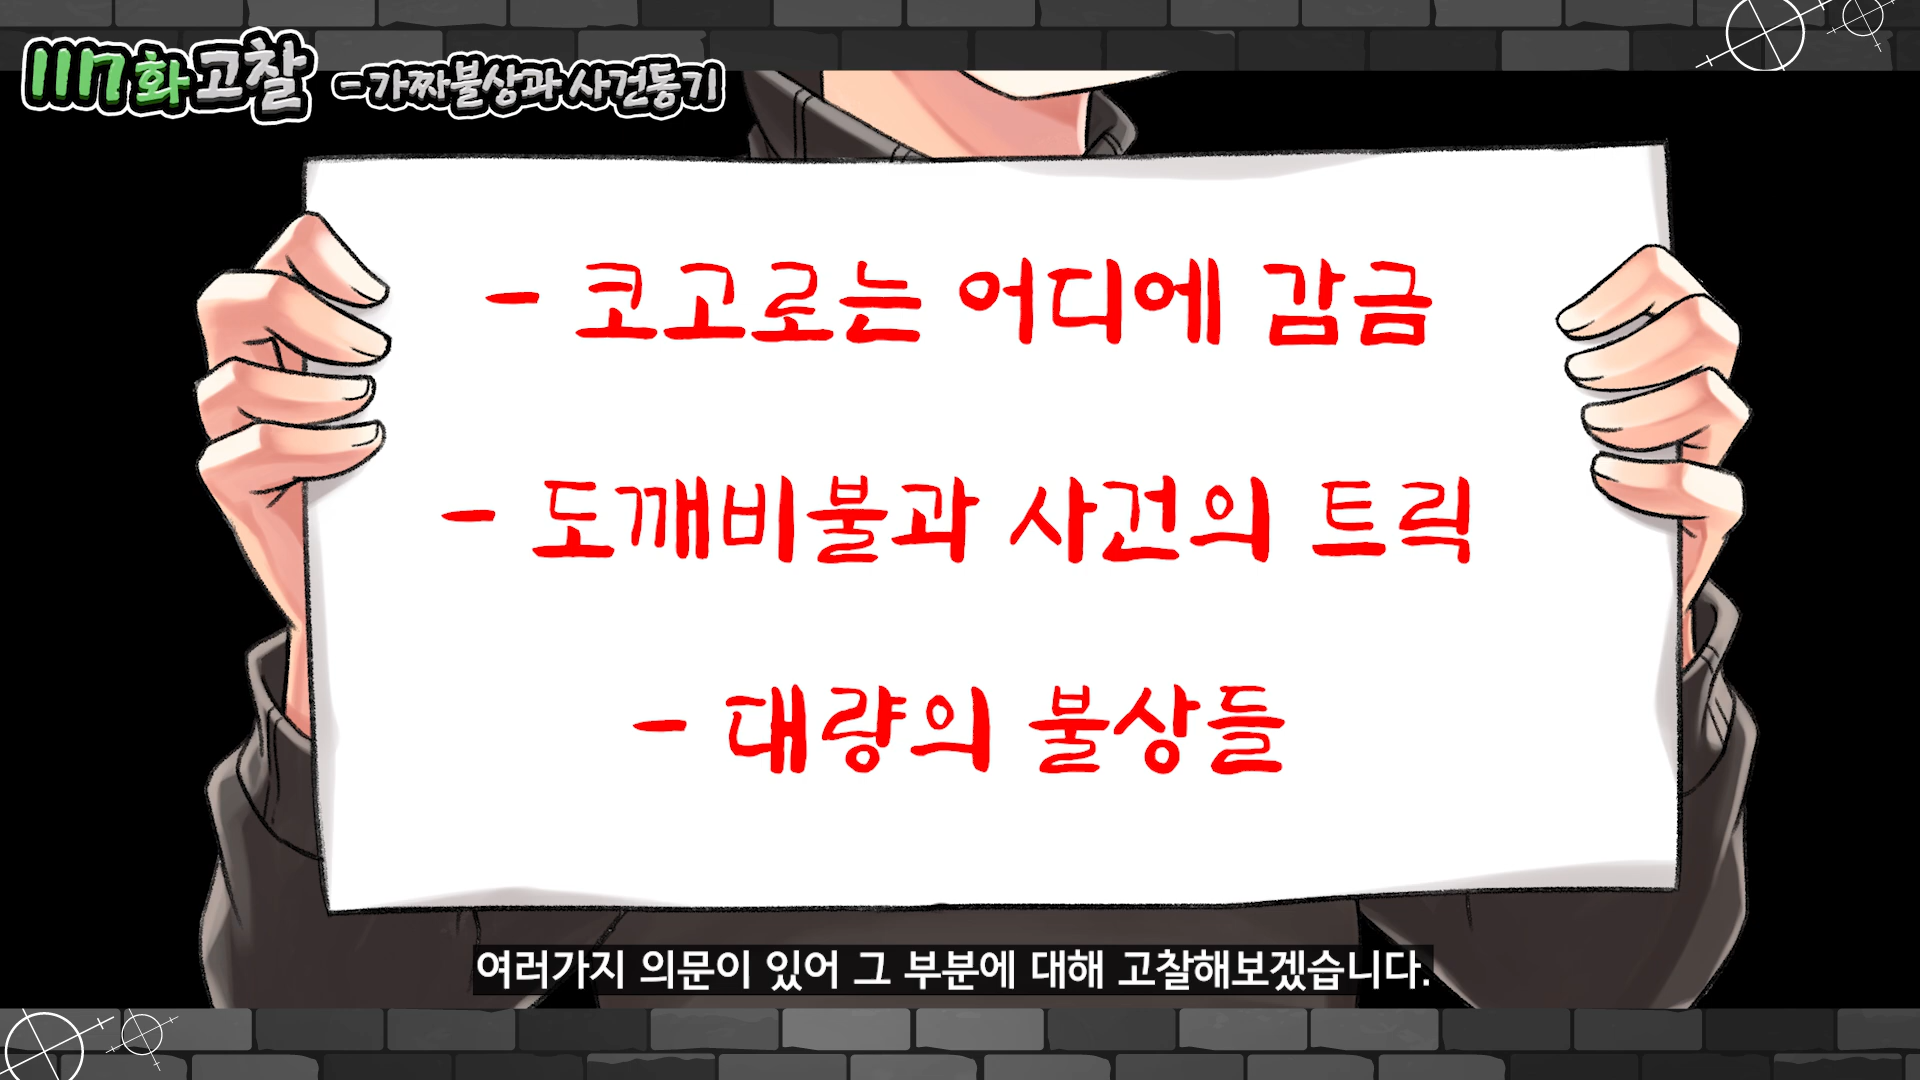 1117화 고찰 - 가짜불상과 사건동기
- 코고로는 어디에 감금
- 도깨비불과 사건의 트릭
- 대량의 불상들
여러가지 의문이 있어 그 부분에 대해 고찰해보겠습니다.